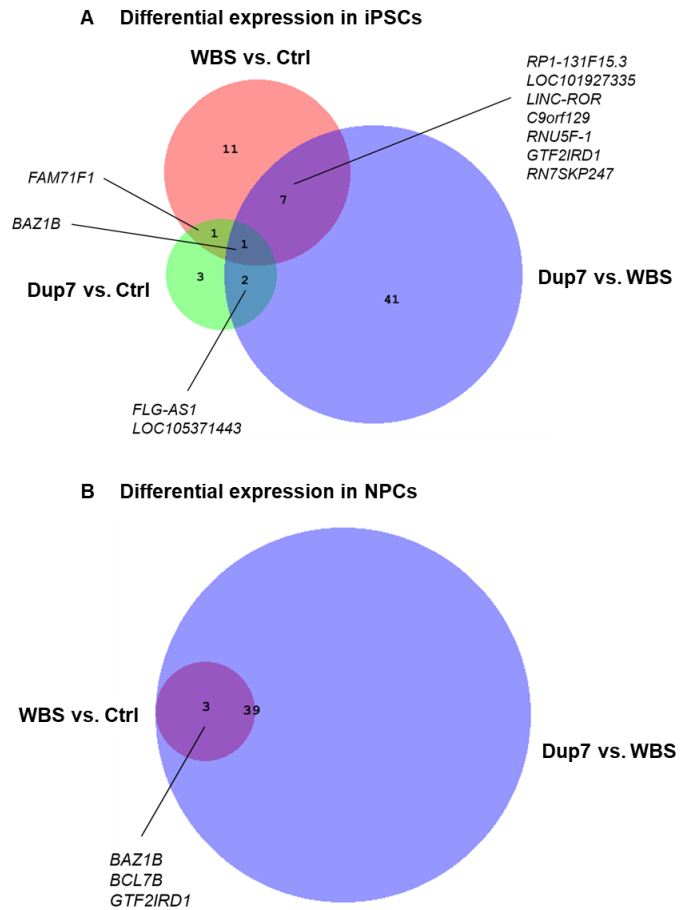 A Differential expression in iPSCs
WBS vs. Ctrl
RP1-131F15.3
LOC101927335
LINC-ROR
C9orf129
RNU5F-1
GTF2IRD1
RN7SKP247
11
7
FAM71F1
BAZ1B
1
1
Dup7 vs. Ctrl
3
2
41
Dup7 vs. WBS
FLG-AS1
LOC105371443
B Differential expression in NPCs
WBS vs. Ctrl
3
39
Dup7 vs. WBS
BAZ1B
BCL7B
GTF2IRD1